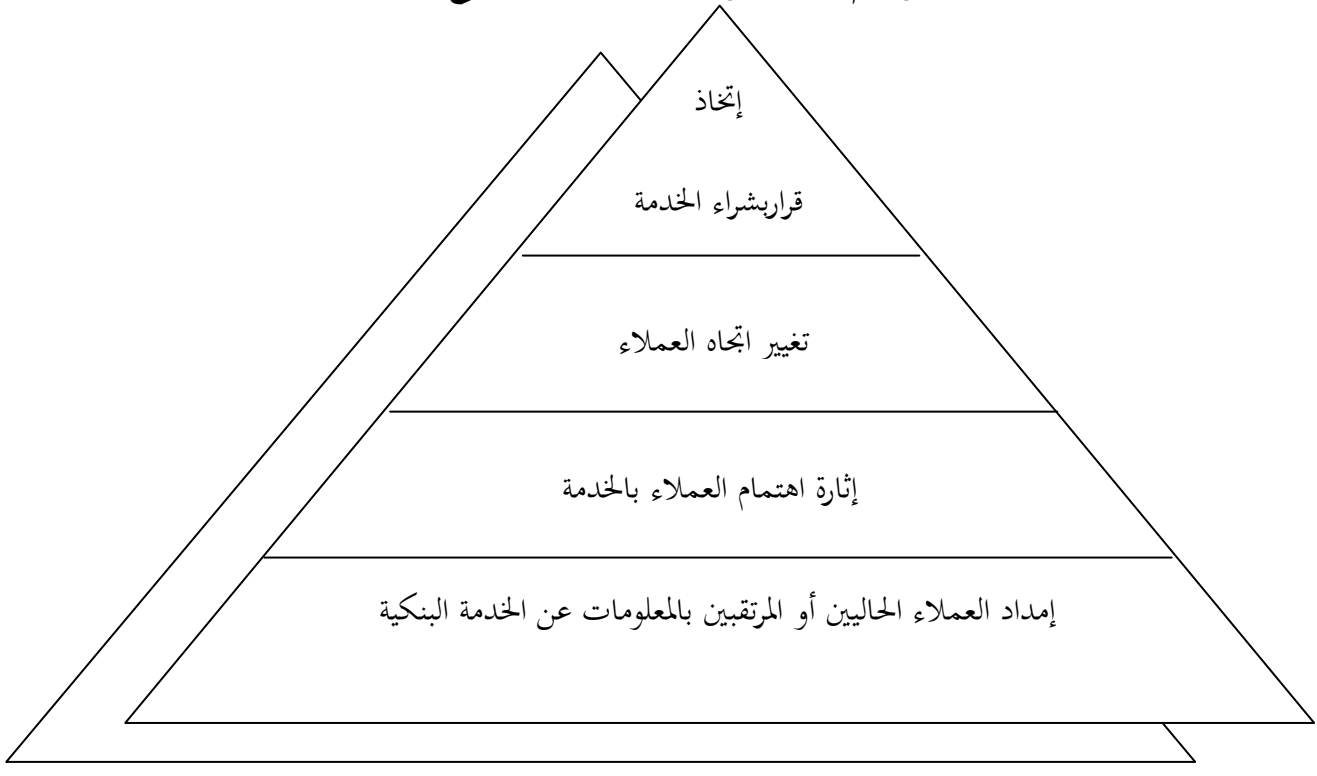 إتخاذ
قراربشراء الخدمة
تغيير اتجاه العملاء
إثارة اهتمام العملاء بالخدمة
إمداد العملاء الحاليين أو المرتقبين بالمعلومات عن الخدمة البنكية